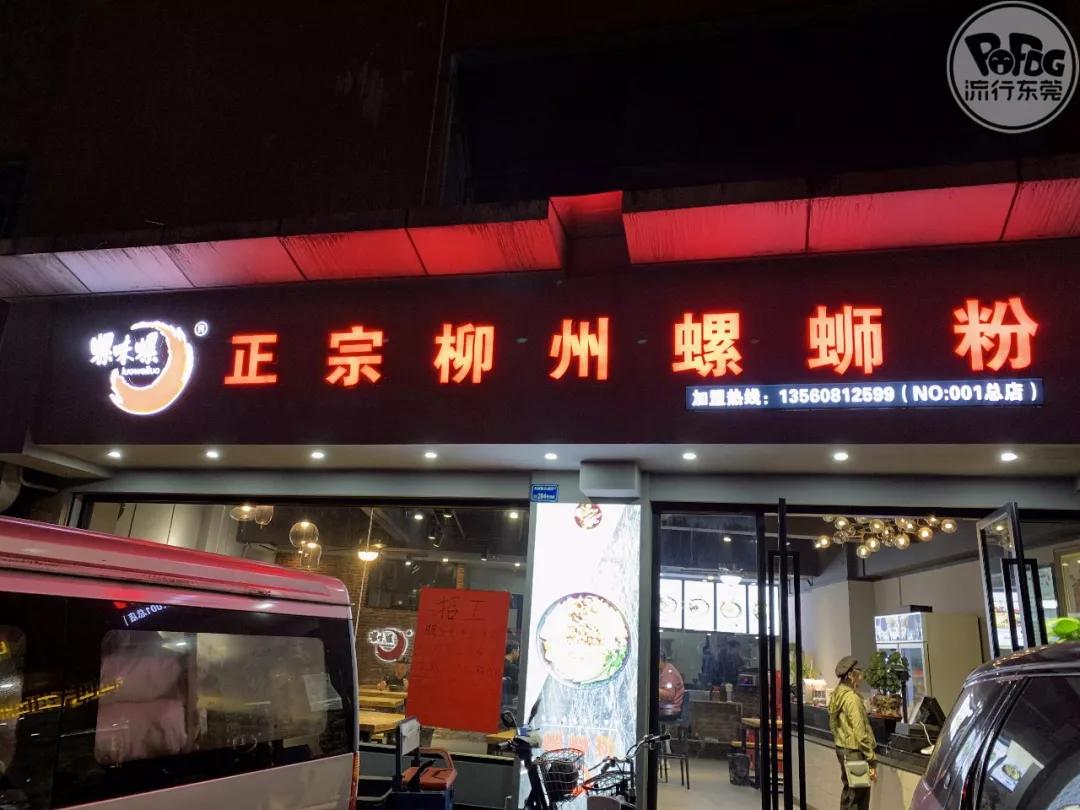 POPDG
流行东莞
螺味螺
luoweiluo
®
正宗柳州螺蛳粉
加盟热线：13560812599（NO:001总店）
招工